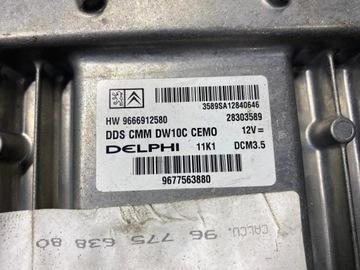 3589SA12840646
HW 9666912580 28303589
DDS CMM DW10C CEMO 12V=
DELPHI 11K1 DCM3.5
9677563880
CALCU. 96 775 638 80